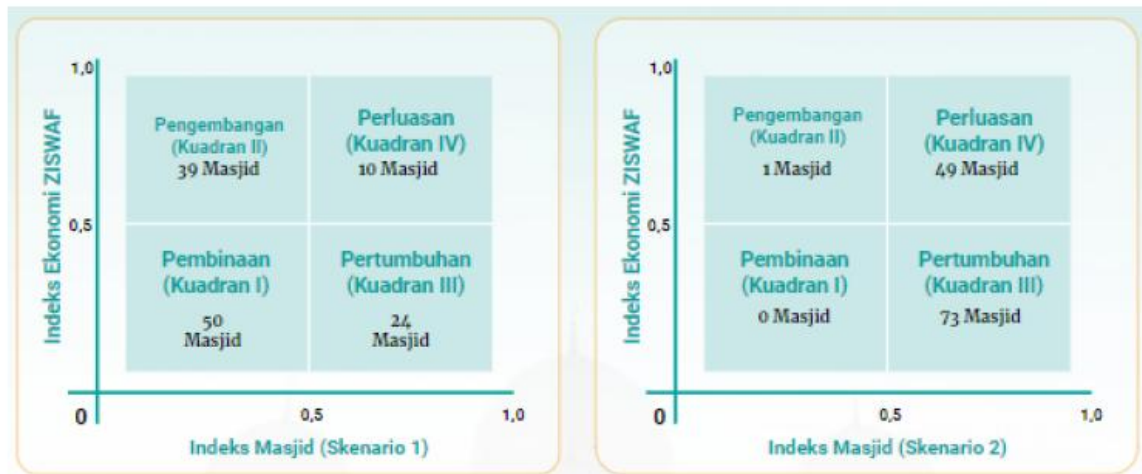 1,0
Indeks Ekonomi ZISWAF
Pengembangan
(Kuadran II)
39 Masjid
Perluasan
(Kuadran IV)
10 Masjid
0,5
Pembinaan
(Kuadran I)
50
Masjid
Pertumbuhan
(Kuadran III)
24
Masjid
0
0,5
1,0
Indeks Masjid (Skenario 1)
1,0
Indeks Ekonomi ZISWAF
Pengembangan
(Kuadran II)
1 Masjid
Perluasan
(Kuadran IV)
49 Masjid
0,5
Pembinaan
(Kuadran I)
0 Masjid
Pertumbuhan
(Kuadran III)
73 Masjid
0
0,5
1,0
Indeks Masjid (Skenario 2)